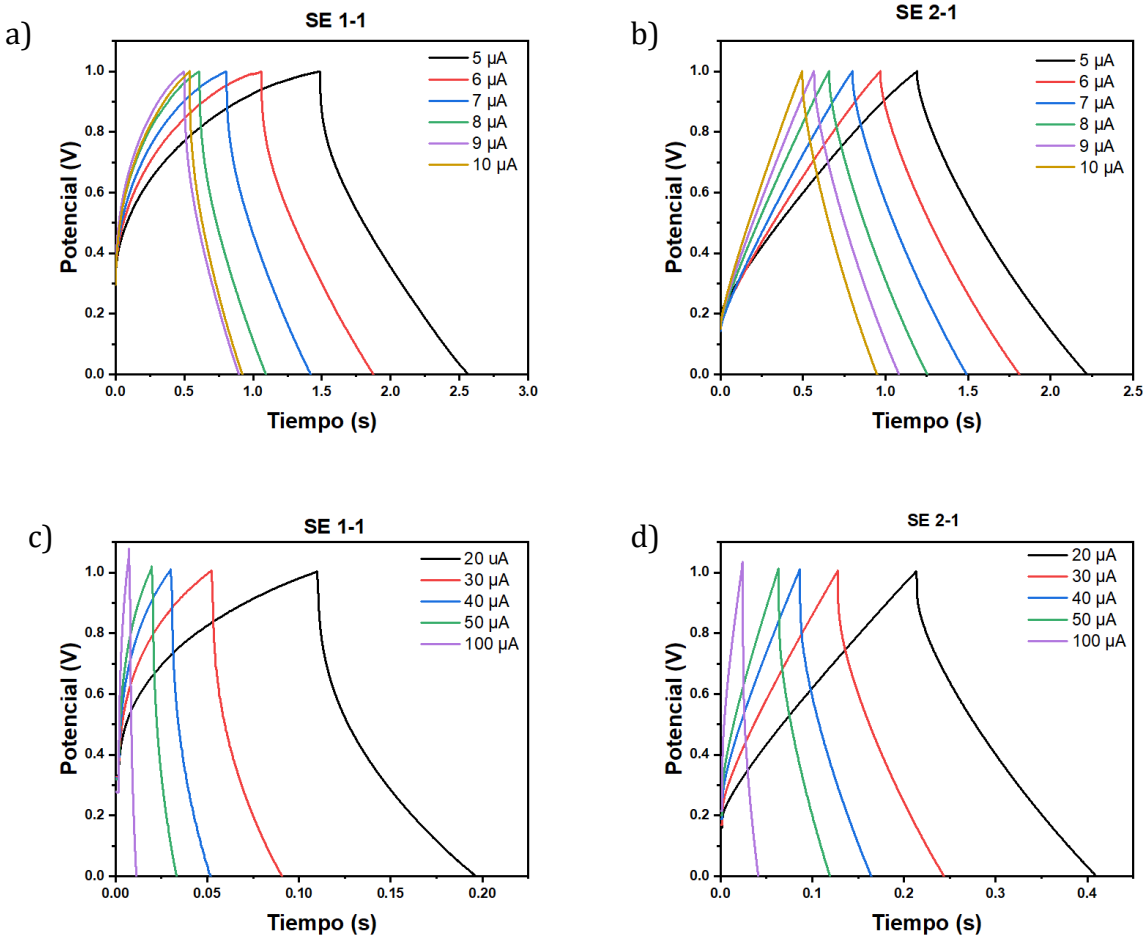 a)
SE 1-1
Potencial (V)
1.0
0.8
0.6
0.4
0.2
0.0
5 µA
6 µA
7 µA
8 µA
9 µA
10 µA
0.0 0.5 1.0 1.5 2.0 2.5 3.0
Tiempo (s)
b)
SE 2-1
Potencial (V)
1.0
0.8
0.6
0.4
0.2
0.0
5 µA
6 µA
7 µA
8 µA
9 µA
10 µA
0.0 0.5 1.0 1.5 2.0 2.5
Tiempo (s)
c)
SE 1-1
Potencial (V)
1.0
0.8
0.6
0.4
0.2
0.0
20 uA
30 µA
40 µA
50 µA
100 µA
0.00 0.05 0.10 0.15 0.20
Tiempo (s)
d)
SE 2-1
Potencial (V)
1.0
0.8
0.6
0.4
0.2
0.0
20 µA
30 µA
40 µA
50 µA
100 µA
0.0 0.1 0.2 0.3 0.4
Tiempo (s)